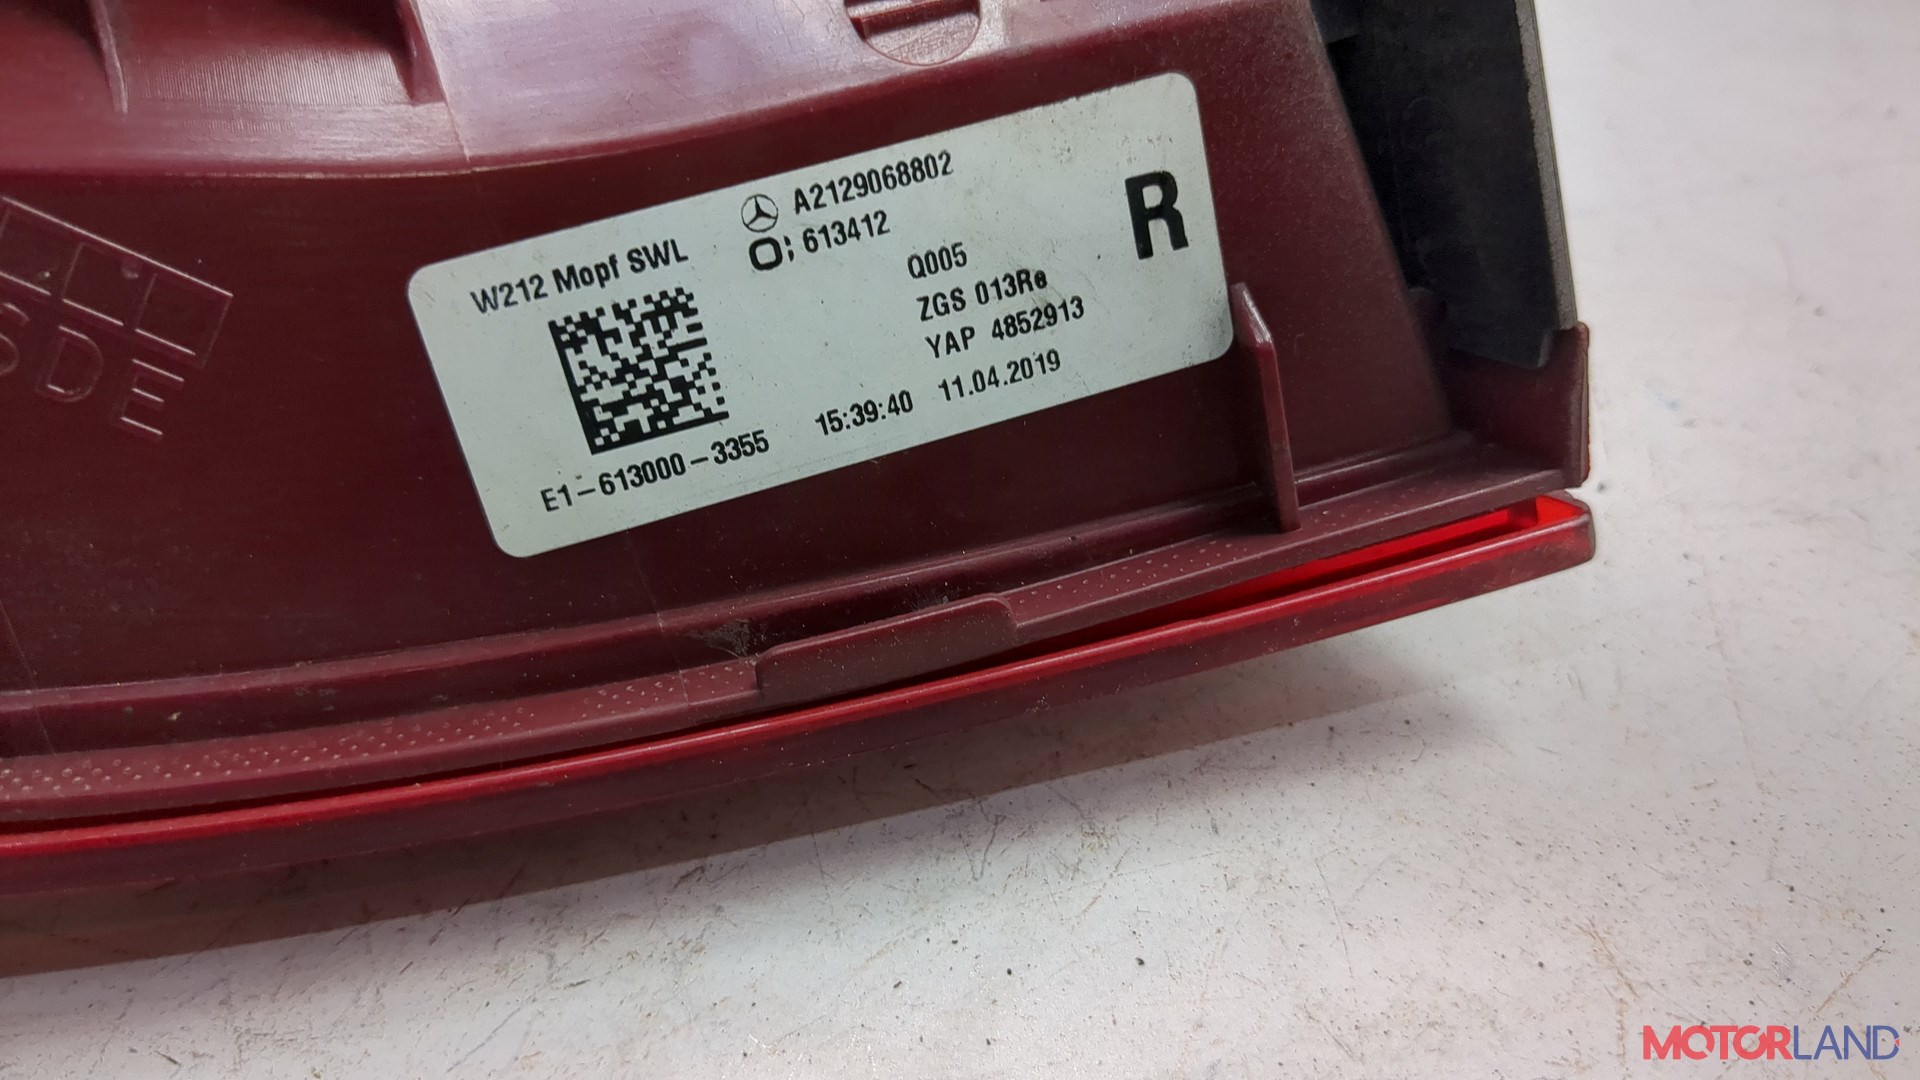 A2129068802
W212 Mopf SWL
O; 613412
R
Q005
ZGS 013Re
YAP 4852913
15:39:40 11.04.2019
E1-613000-3355
SDE
MOTORLAND